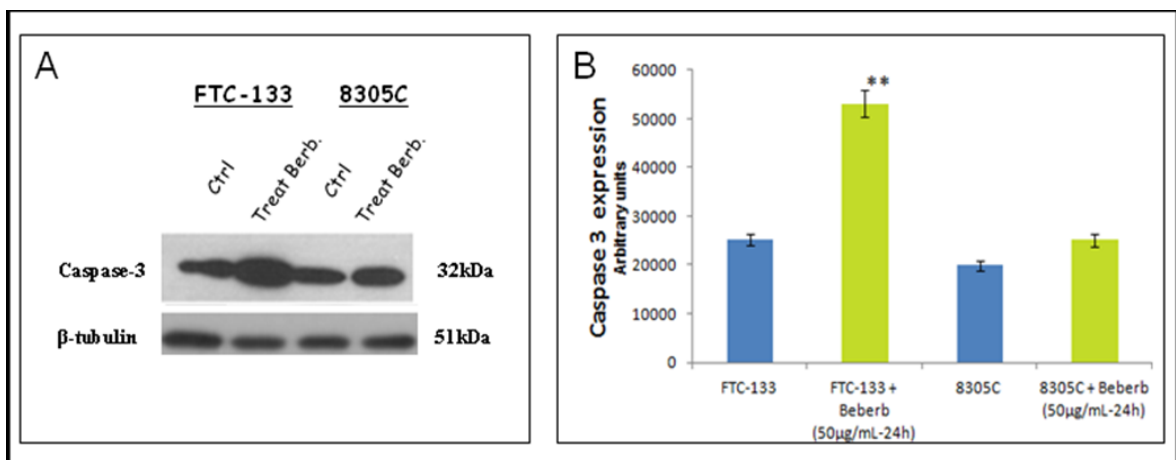 A
FTC-133 8305C
Ctrl Treat Berb. Ctrl Treat Berb.
Caspase-3 32kDa
β-tubulin 51kDa
B
Caspase 3 expression
Arbitrary units
60000
50000
40000
30000
20000
10000
0
**
FTC-133
FTC-133 +
Beberb
(50µg/mL-24h)
8305C
8305C + Beberb
(50µg/mL-24h)